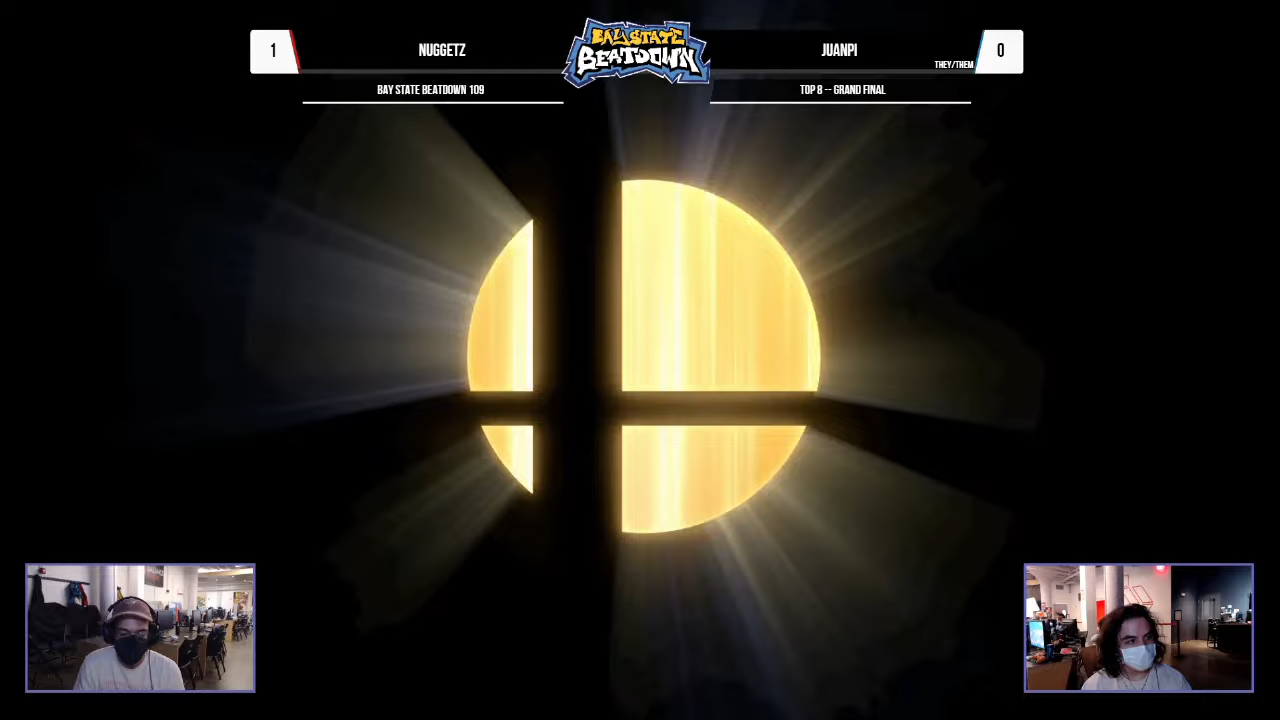 1
NUGGETZ
BAY STATE
BEATDOWN
JUANPI
THEY/THEM
0
BAY STATE BEATDOWN 109
TOP 8 -- GRAND FINAL